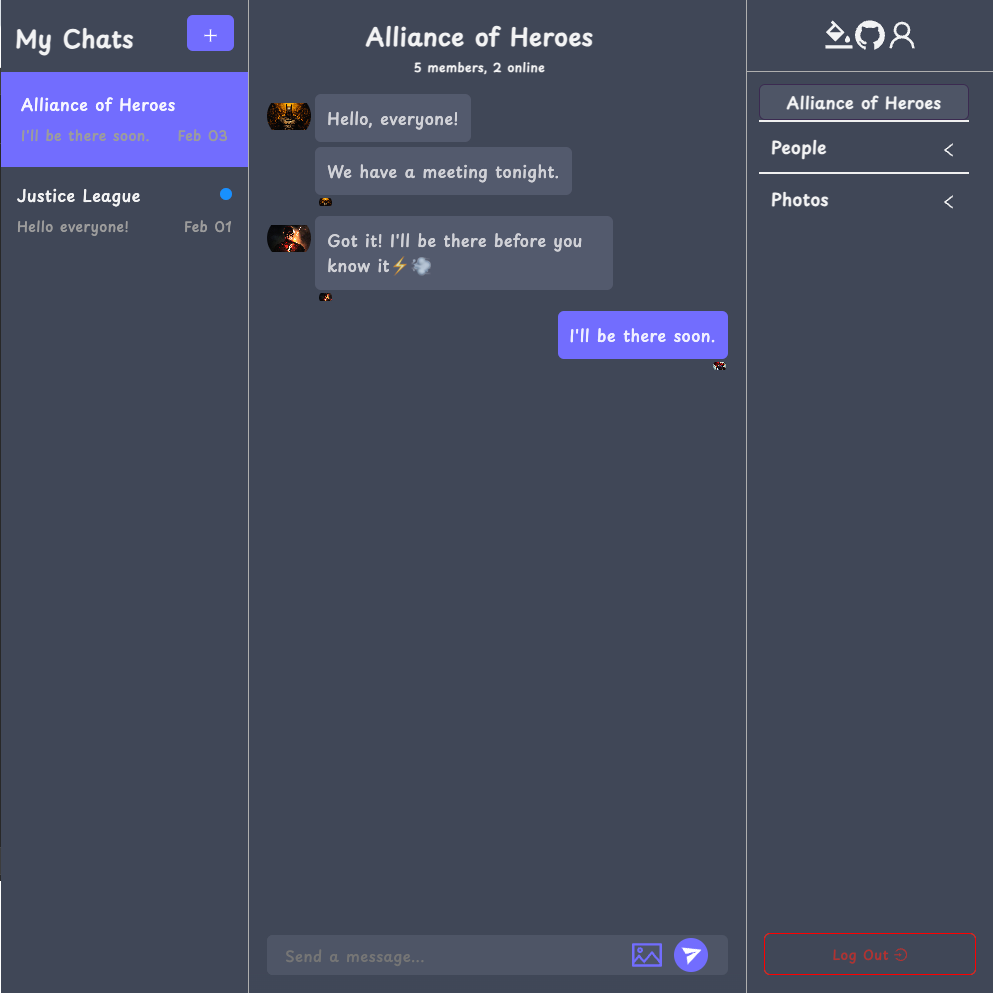 My Chats
+
Alliance of Heroes
I'll be there soon. Feb 03
Justice League
Hello everyone! Feb 01
Alliance of Heroes
5 members, 2 online
Hello, everyone!
We have a meeting tonight.
Got it! I'll be there before you
know it⚡💨
I'll be there soon.
Send a message...
Alliance of Heroes
People <
Photos <
Log Out